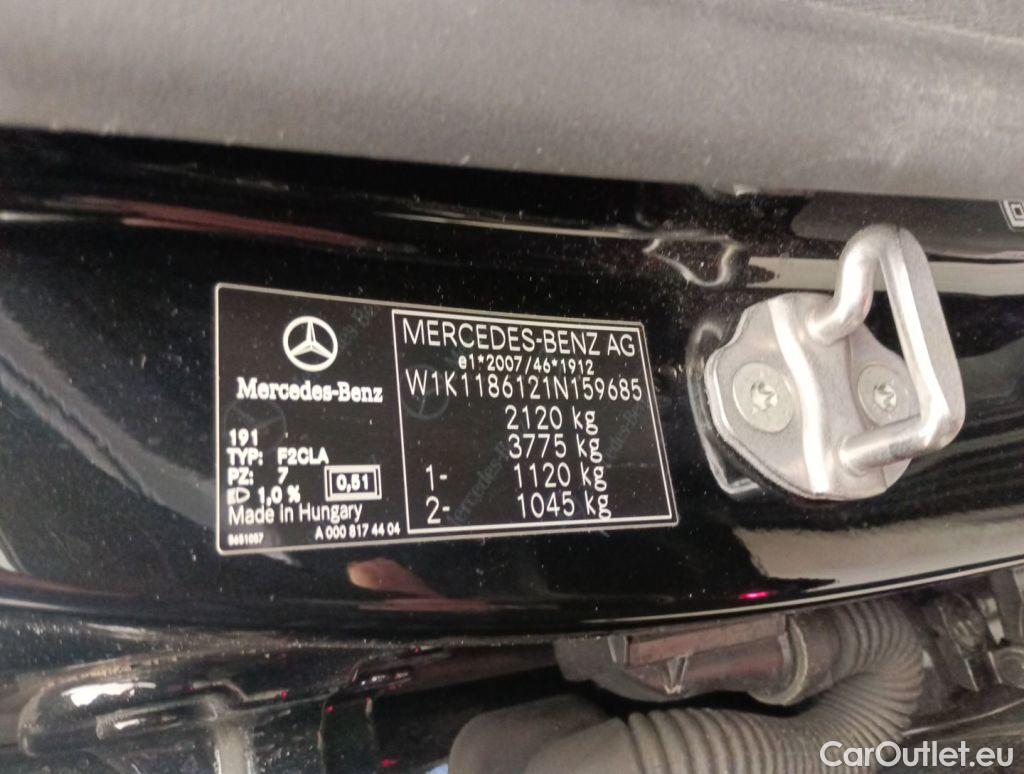 Mercedes-Benz
191
TYP: F2CLA
PZ: 7
0,51
1,0 %
Made in Hungary
A 000 817 44 04
MERCEDES-BENZ AG
e1*2007/46*1912
W1K1186121N159685
2120 kg
3775 kg
1- 1120 kg
2- 1045 kg
CarOutlet.eu